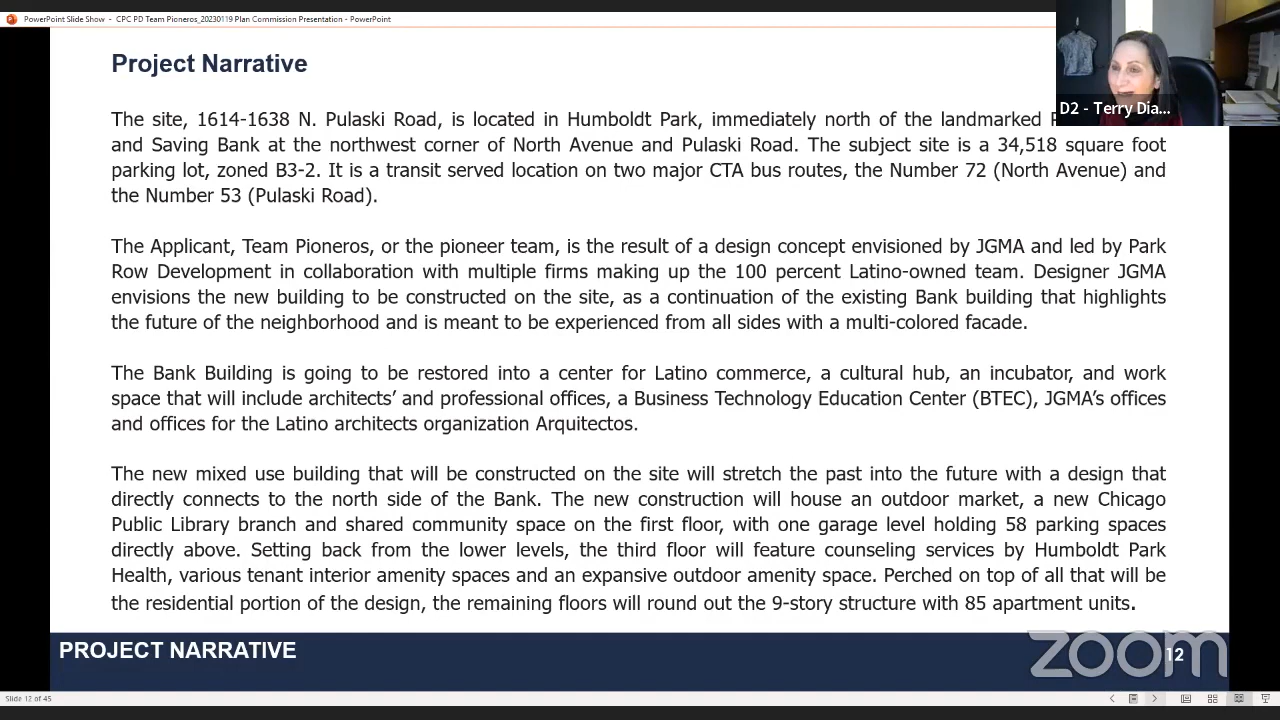 PowerPoint Slide Show - CPC PD Team Pioneros_20230119 Plan Commission Presentation - PowerPoint
Project Narrative
D2 - Terry Dia...
The site, 1614-1638 N. Pulaski Road, is located in Humboldt Park, immediately north of the landmarked
and Saving Bank at the northwest corner of North Avenue and Pulaski Road. The subject site is a 34,518 square foot
parking lot, zoned B3-2. It is a transit served location on two major CTA bus routes, the Number 72 (North Avenue) and
the Number 53 (Pulaski Road).
The Applicant, Team Pioneros, or the pioneer team, is the result of a design concept envisioned by JGMA and led by Park
Row Development in collaboration with multiple firms making up the 100 percent Latino-owned team. Designer JGMA
envisions the new building to be constructed on the site, as a continuation of the existing Bank building that highlights
the future of the neighborhood and is meant to be experienced from all sides with a multi-colored facade.
The Bank Building is going to be restored into a center for Latino commerce, a cultural hub, an incubator, and work
space that will include architects’ and professional offices, a Business Technology Education Center (BTEC), JGMA’s offices
and offices for the Latino architects organization Arquitectos.
The new mixed use building that will be constructed on the site will stretch the past into the future with a design that
directly connects to the north side of the Bank. The new construction will house an outdoor market, a new Chicago
Public Library branch and shared community space on the first floor, with one garage level holding 58 parking spaces
directly above. Setting back from the lower levels, the third floor will feature counseling services by Humboldt Park
Health, various tenant interior amenity spaces and an expansive outdoor amenity space. Perched on top of all that will be
the residential portion of the design, the remaining floors will round out the 9-story structure with 85 apartment units.
PROJECT NARRATIVE
zoom
12
Slide 12 of 45